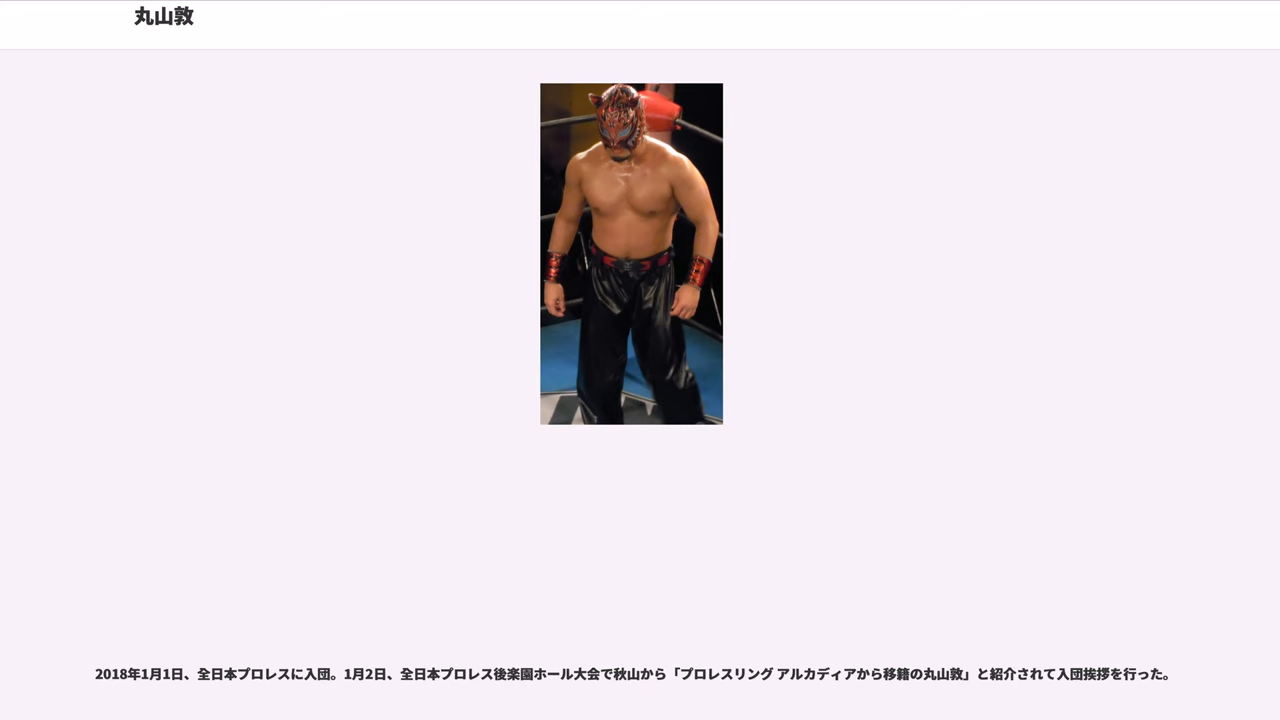 丸山敦
2018年1月1日、全日本プロレスに入団。1月2日、全日本プロレス後楽園ホール大会で秋山から「プロレスリング アルカディアから移籍の丸山敦」と紹介されて入団挨拶を行った。